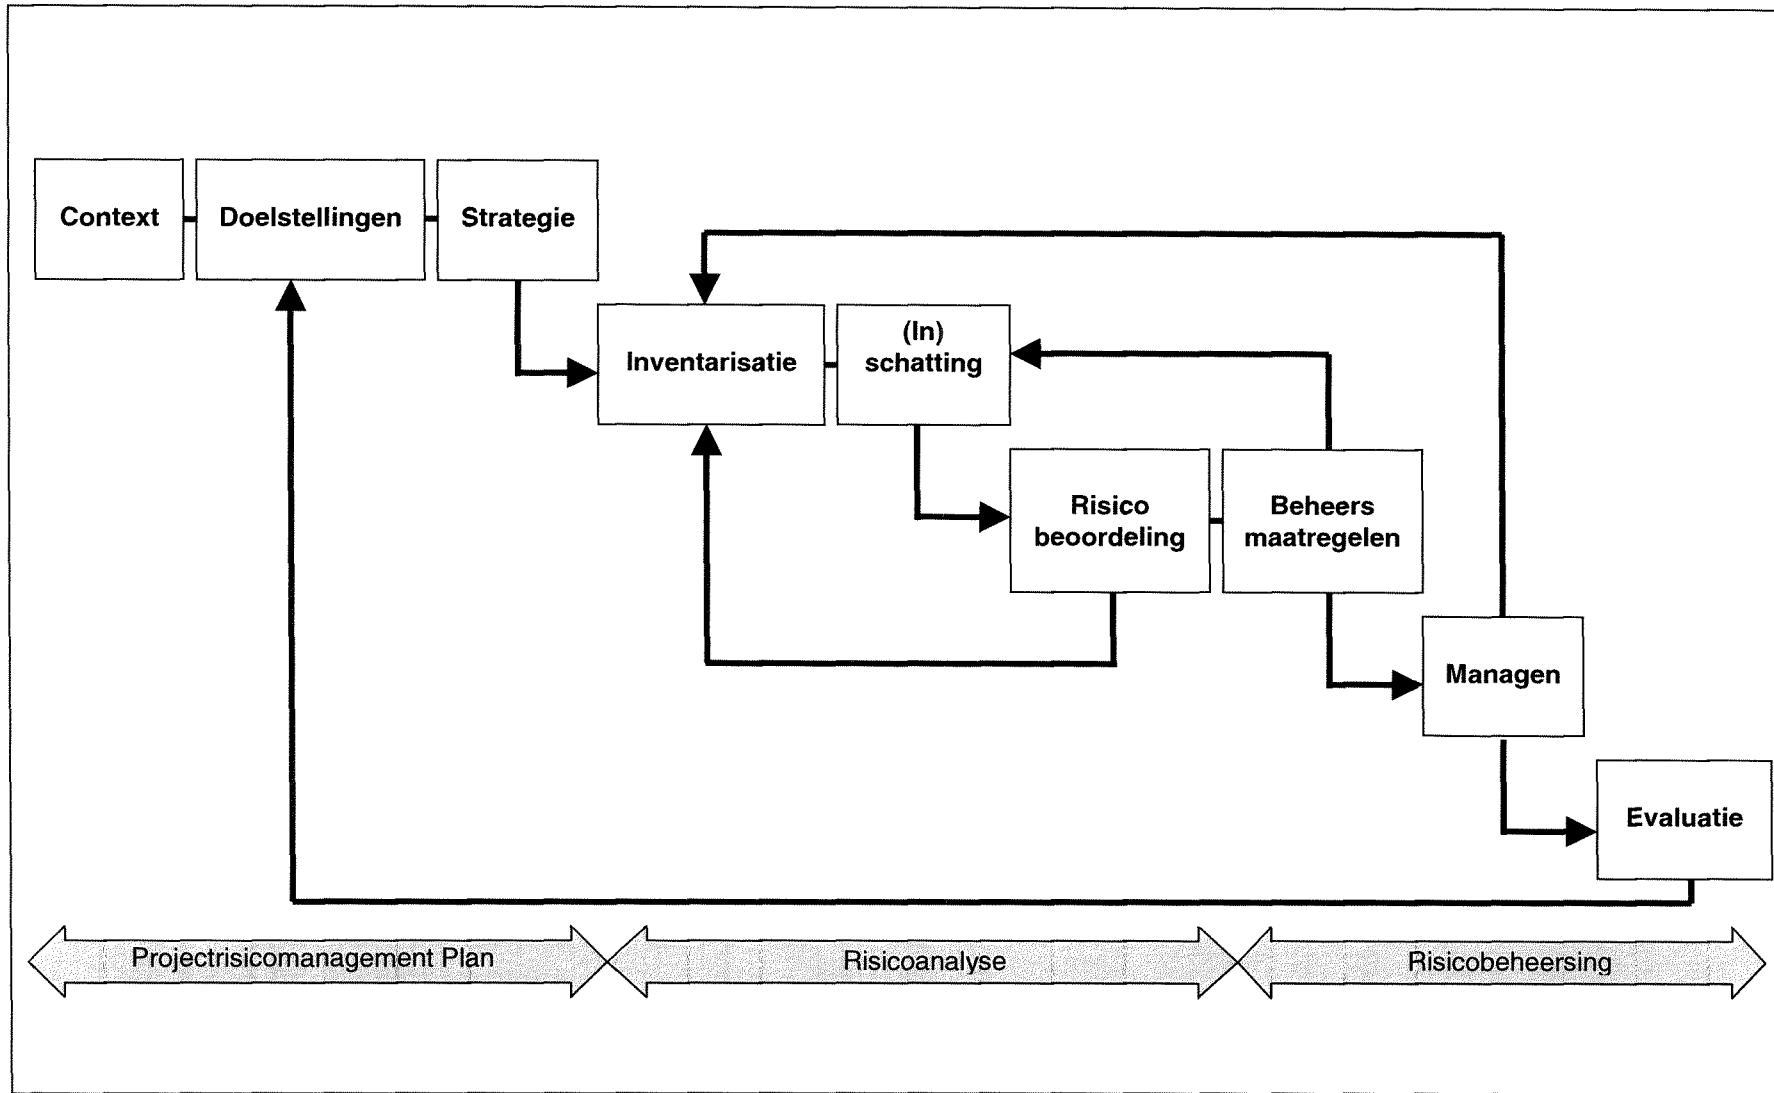 Context
Doelstellingen
Strategie
Inventarisatie
(In)
schatting
Risico
beoordeling
Beheers
maatregelen
Managen
Evaluatie
Projectrisicomanagement Plan
Risicoanalyse
Risicobeheersing